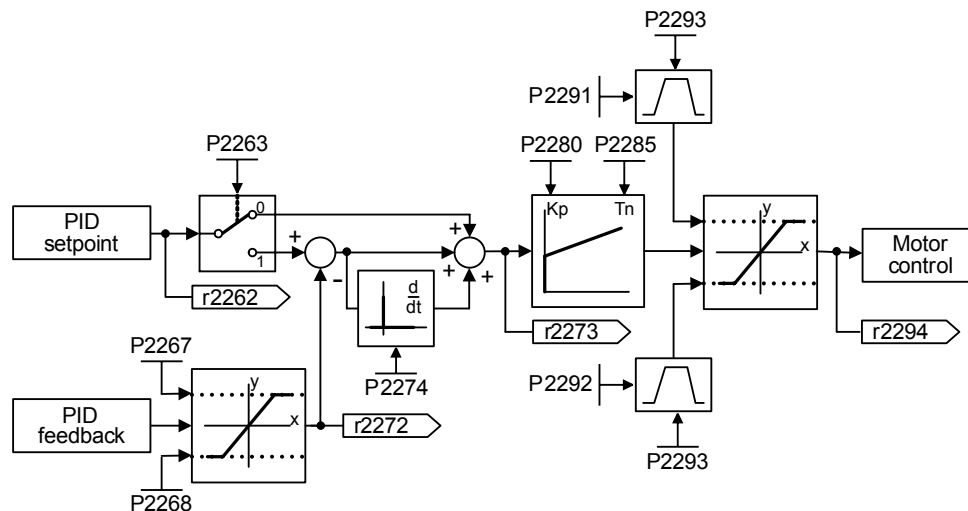 P2293
P2291
P2263
P2280
P2285
PID
setpoint
0
1
+
-
+
+
+
Kp
Tn
y
x
Motor
control
r2262
d
dt
r2273
r2294
P2267
P2274
P2292
PID
feedback
y
x
r2272
P2293
P2268